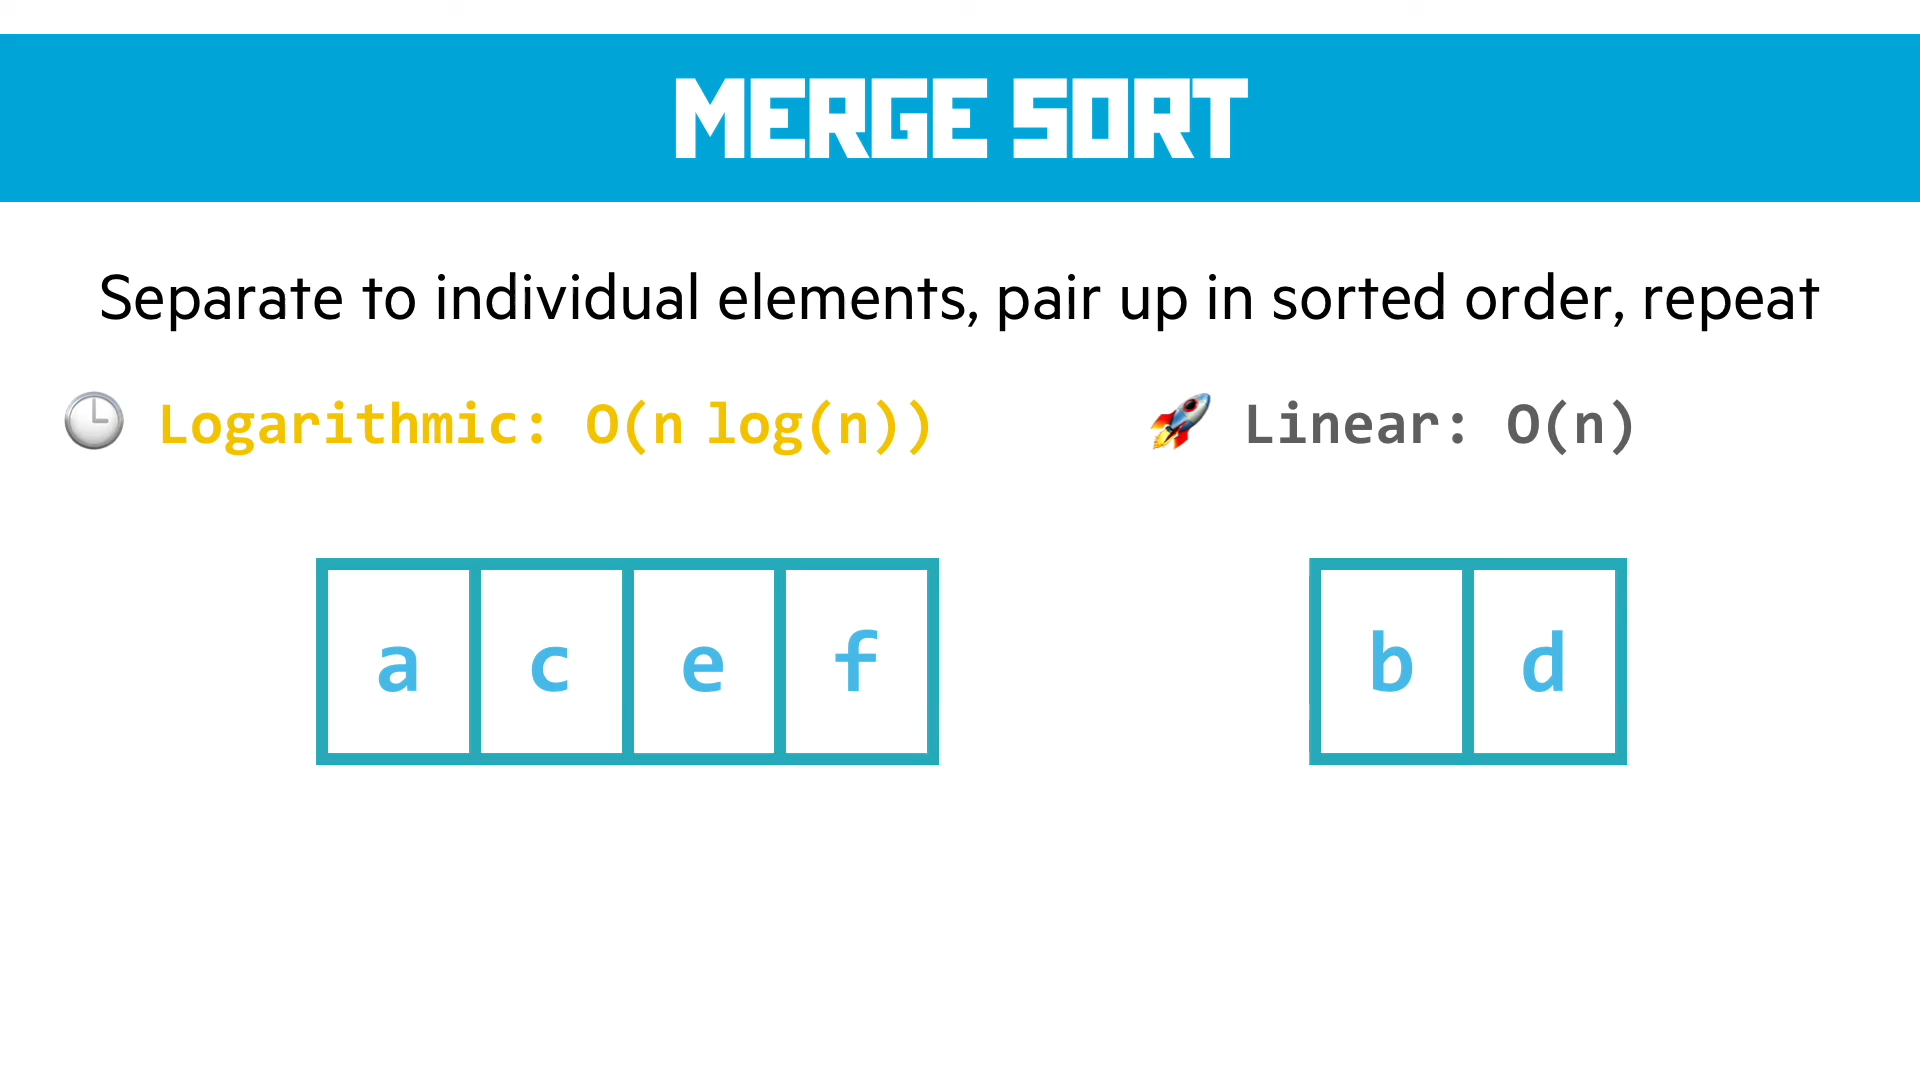 MERGE SORT
Separate to individual elements, pair up in sorted order, repeat
Logarithmic: O(n log(n)) Linear: O(n)
a c e f b d